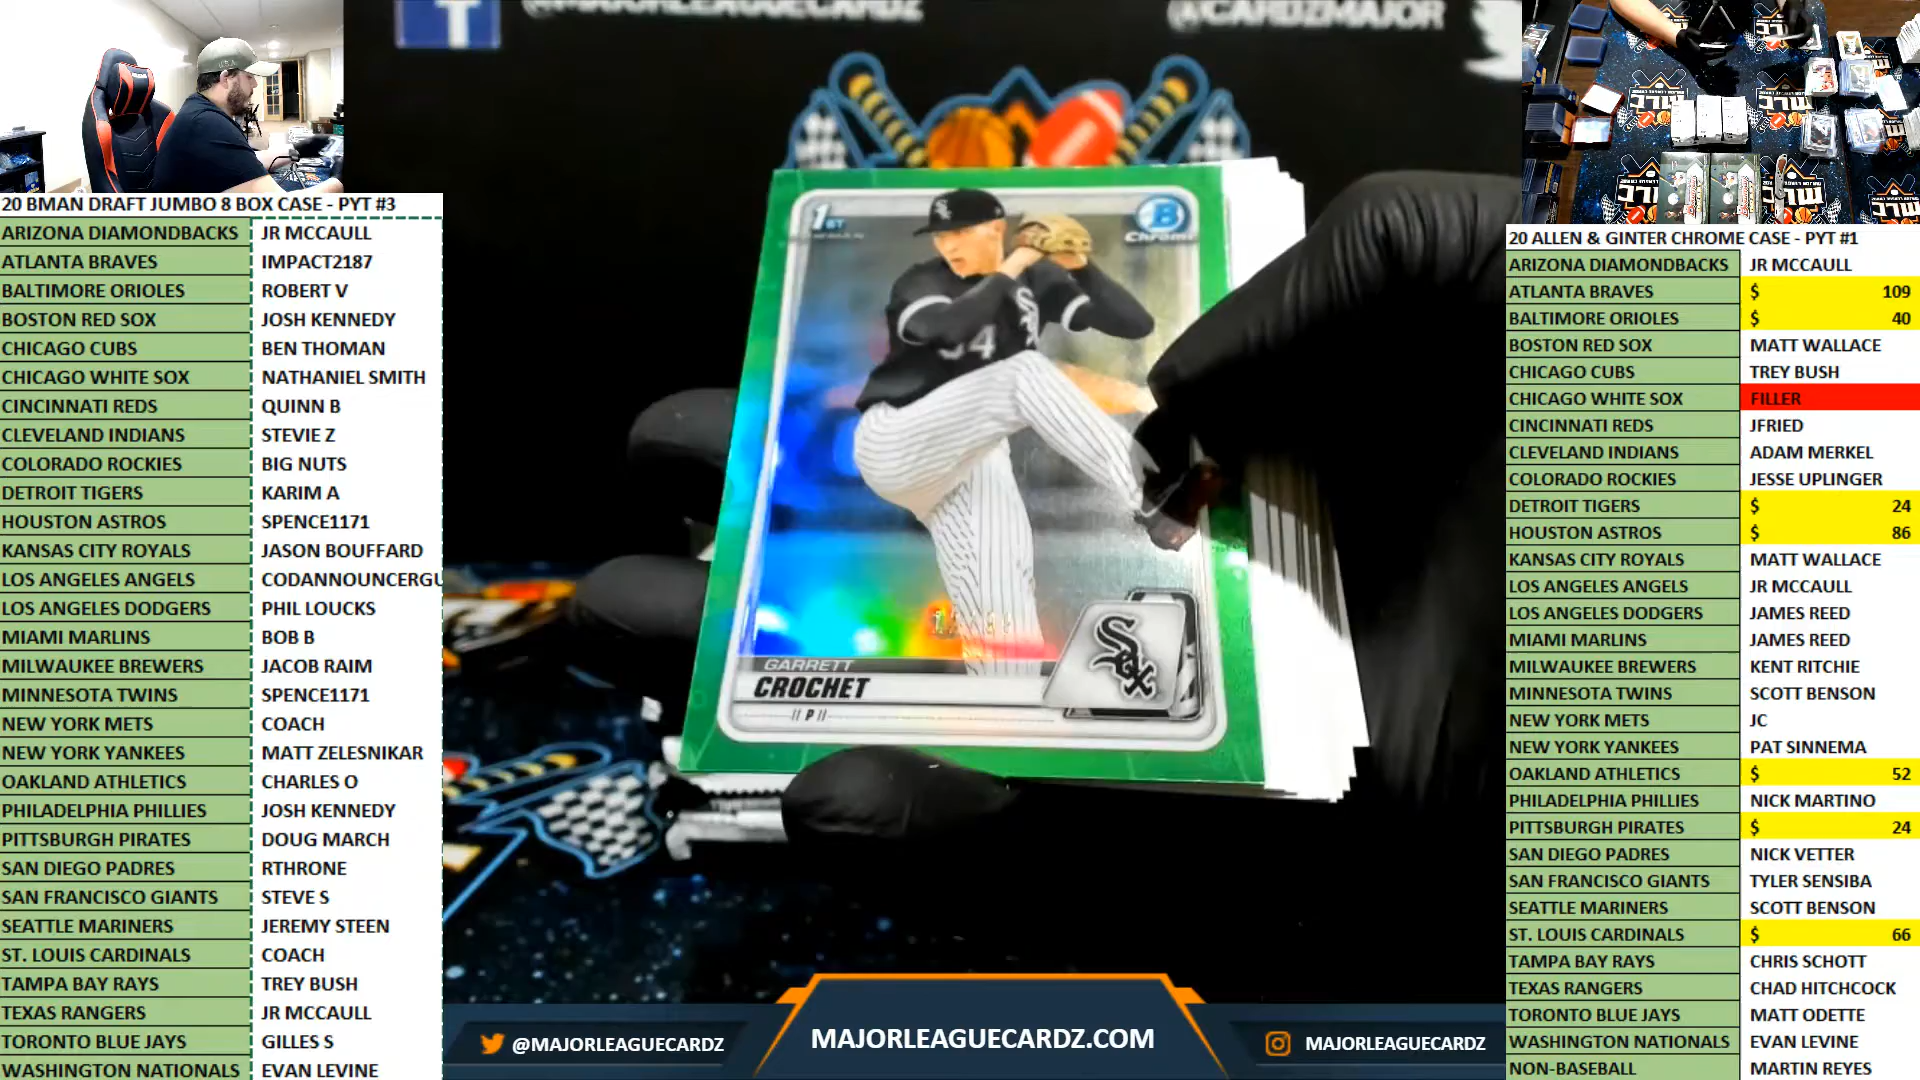 @MAJORLEAGUECARDZ
@CARDZMAJOR
20 BMAN DRAFT JUMBO 8 BOX CASE - PYT #3
ARIZONA DIAMONDBACKS JR MCCAULL
ATLANTA BRAVES IMPACT2187
BALTIMORE ORIOLES ROBERT V
BOSTON RED SOX JOSH KENNEDY
CHICAGO CUBS BEN THOMAN
CHICAGO WHITE SOX NATHANIEL SMITH
CINCINNATI REDS QUINN B
CLEVELAND INDIANS STEVIE Z
COLORADO ROCKIES BIG NUTS
DETROIT TIGERS KARIM A
HOUSTON ASTROS SPENCE1171
KANSAS CITY ROYALS JASON BOUFFARD
LOS ANGELES ANGELS CODANNOUNCERGU
LOS ANGELES DODGERS PHIL LOUCKS
MIAMI MARLINS BOB B
MILWAUKEE BREWERS JACOB RAIM
MINNESOTA TWINS SPENCE1171
NEW YORK METS COACH
NEW YORK YANKEES MATT ZELESNIKAR
OAKLAND ATHLETICS CHARLES O
PHILADELPHIA PHILLIES JOSH KENNEDY
PITTSBURGH PIRATES DOUG MARCH
SAN DIEGO PADRES RTHRONE
SAN FRANCISCO GIANTS STEVE S
SEATTLE MARINERS JEREMY STEEN
ST. LOUIS CARDINALS COACH
TAMPA BAY RAYS TREY BUSH
TEXAS RANGERS JR MCCAULL
TORONTO BLUE JAYS GILLES S
WASHINGTON NATIONALS EVAN LEVINE
1ST
B
Chrome
Sox
34
Sox
GARRETT
CROCHET
// P //
@MAJORLEAGUECARDZ
MAJORLEAGUECARDZ.COM
MAJORLEAGUECARDZ
20 ALLEN & GINTER CHROME CASE - PYT #1
ARIZONA DIAMONDBACKS JR MCCAULL
ATLANTA BRAVES $ 109
BALTIMORE ORIOLES $ 40
BOSTON RED SOX MATT WALLACE
CHICAGO CUBS TREY BUSH
CHICAGO WHITE SOX FILLER
CINCINNATI REDS JFRIED
CLEVELAND INDIANS ADAM MERKEL
COLORADO ROCKIES JESSE UPLINGER
DETROIT TIGERS $ 24
HOUSTON ASTROS $ 86
KANSAS CITY ROYALS MATT WALLACE
LOS ANGELES ANGELS JR MCCAULL
LOS ANGELES DODGERS JAMES REED
MIAMI MARLINS JAMES REED
MILWAUKEE BREWERS KENT RITCHIE
MINNESOTA TWINS SCOTT BENSON
NEW YORK METS JC
NEW YORK YANKEES PAT SINNEMA
OAKLAND ATHLETICS $ 52
PHILADELPHIA PHILLIES NICK MARTINO
PITTSBURGH PIRATES $ 24
SAN DIEGO PADRES NICK VETTER
SAN FRANCISCO GIANTS TYLER SENSIBA
SEATTLE MARINERS SCOTT BENSON
ST. LOUIS CARDINALS $ 66
TAMPA BAY RAYS CHRIS SCHOTT
TEXAS RANGERS CHAD HITCHCOCK
TORONTO BLUE JAYS MATT ODETTE
WASHINGTON NATIONALS EVAN LEVINE
NON-BASEBALL MARTIN REYES